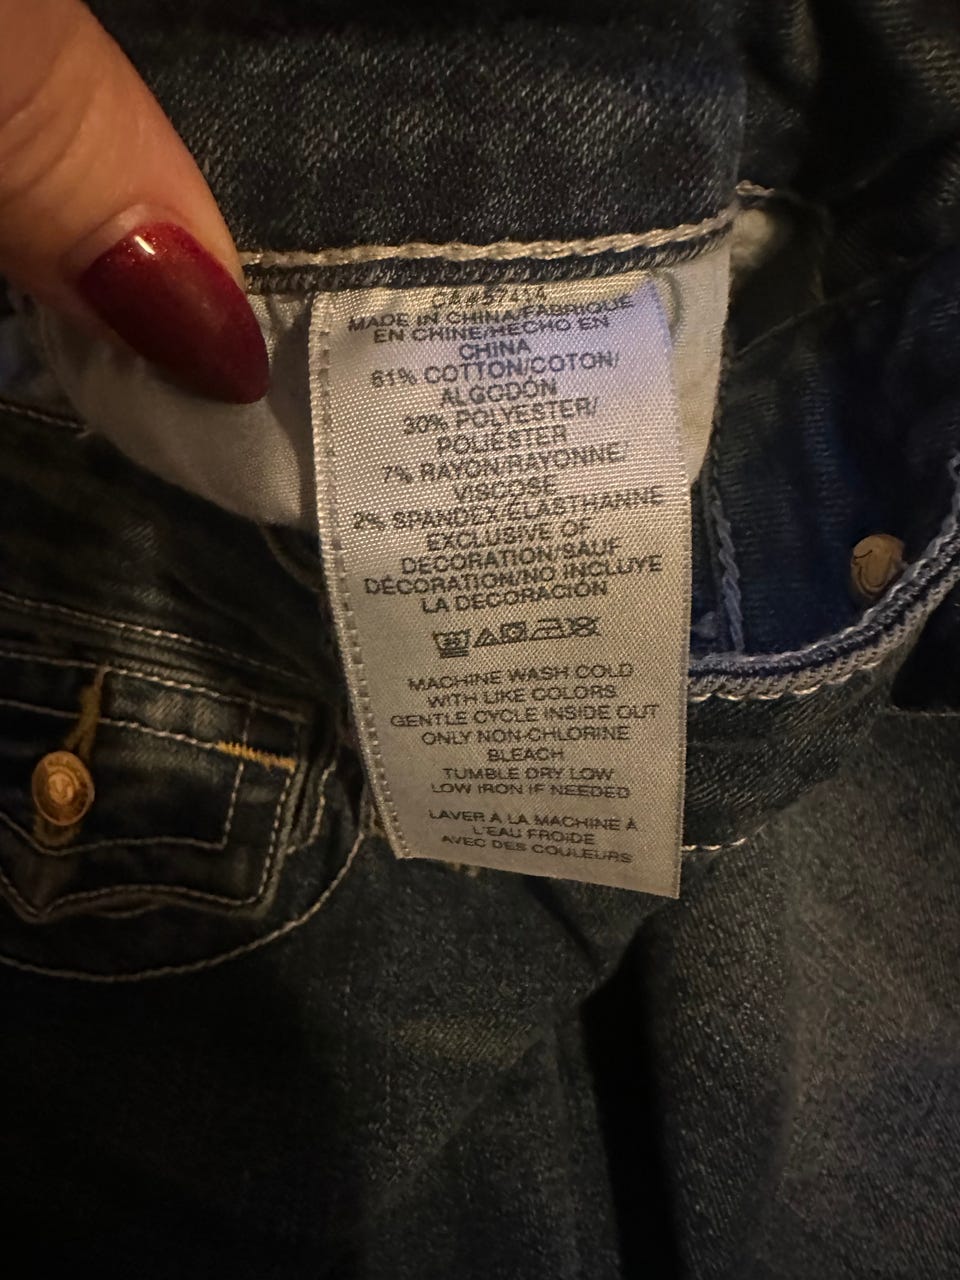 CA#57414
MADE IN CHINA/FABRIQUE
EN CHINE/HECHO EN
CHINA
61% COTTON/COTON/
ALGODÓN
30% POLYESTER/
POLIÉSTER
7% RAYON/RAYONNE/
VISCOSE
2% SPANDEX/ÉLASTHANNE
EXCLUSIVE OF
DECORATION/SAUF
DÉCORATION/NO INCLUYE
LA DECORACIÓN
MACHINE WASH COLD
WITH LIKE COLORS
GENTLE CYCLE INSIDE OUT
ONLY NON-CHLORINE
BLEACH
TUMBLE DRY LOW
LOW IRON IF NEEDED
LAVER À LA MACHINE À
L'EAU FROIDE
AVEC DES COULEURS